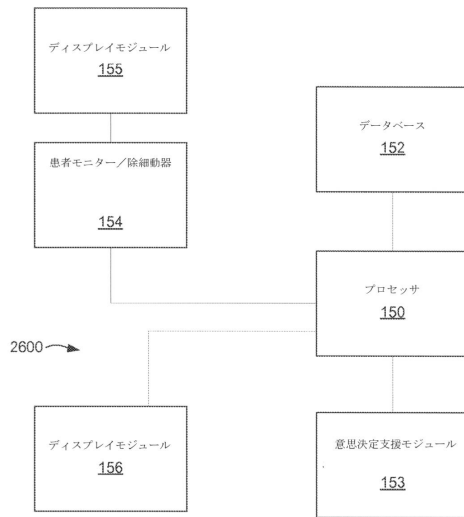 ディスプレイモジュール
155
患者モニター／除細動器
154
データベース
152
プロセッサ
150
2600
ディスプレイモジュール
156
意思決定支援モジュール
153